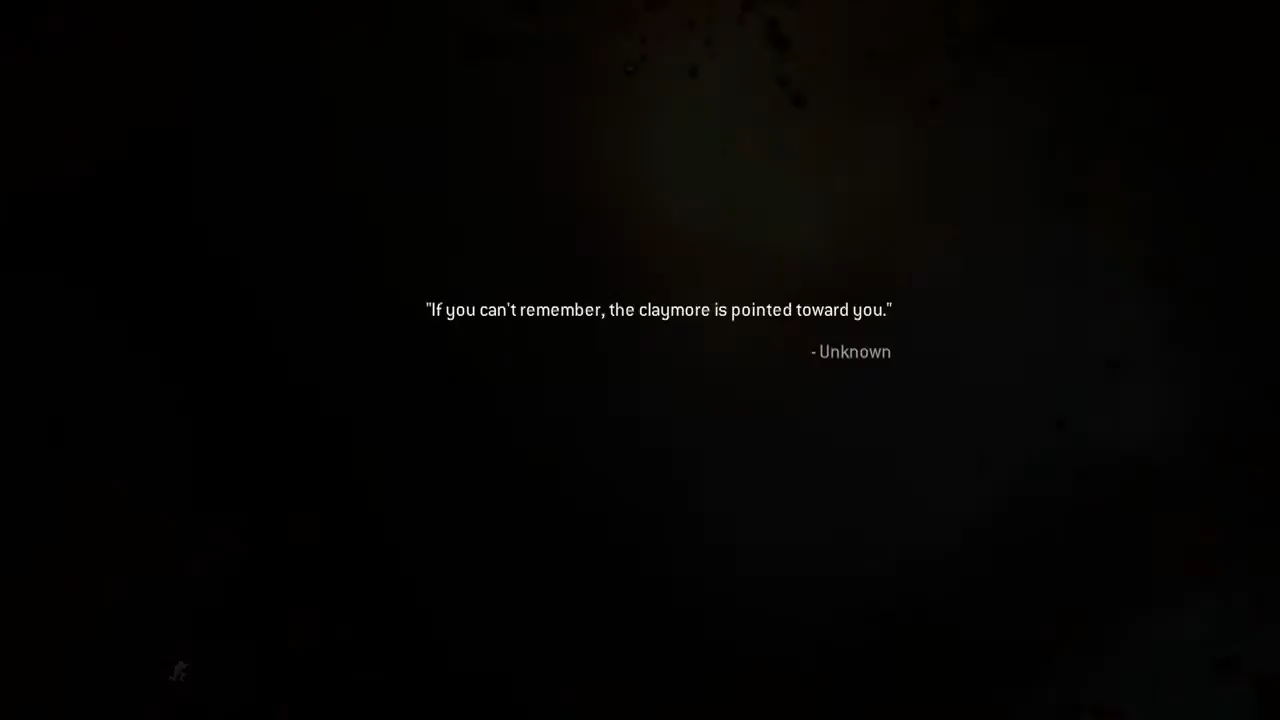 "If you can't remember, the claymore is pointed toward you."
- Unknown